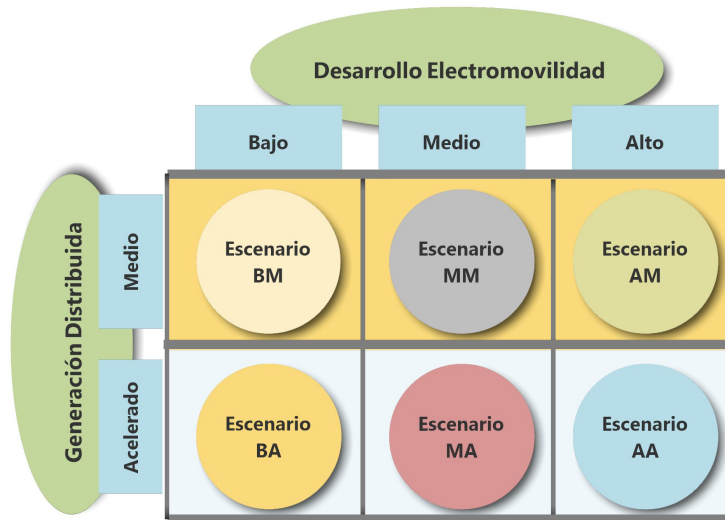 Desarrollo Electromovilidad
Bajo
Medio
Alto
Generación Distribuida
Medio
Escenario
BM
Escenario
MM
Escenario
AM
Acelerado
Escenario
BA
Escenario
MA
Escenario
AA